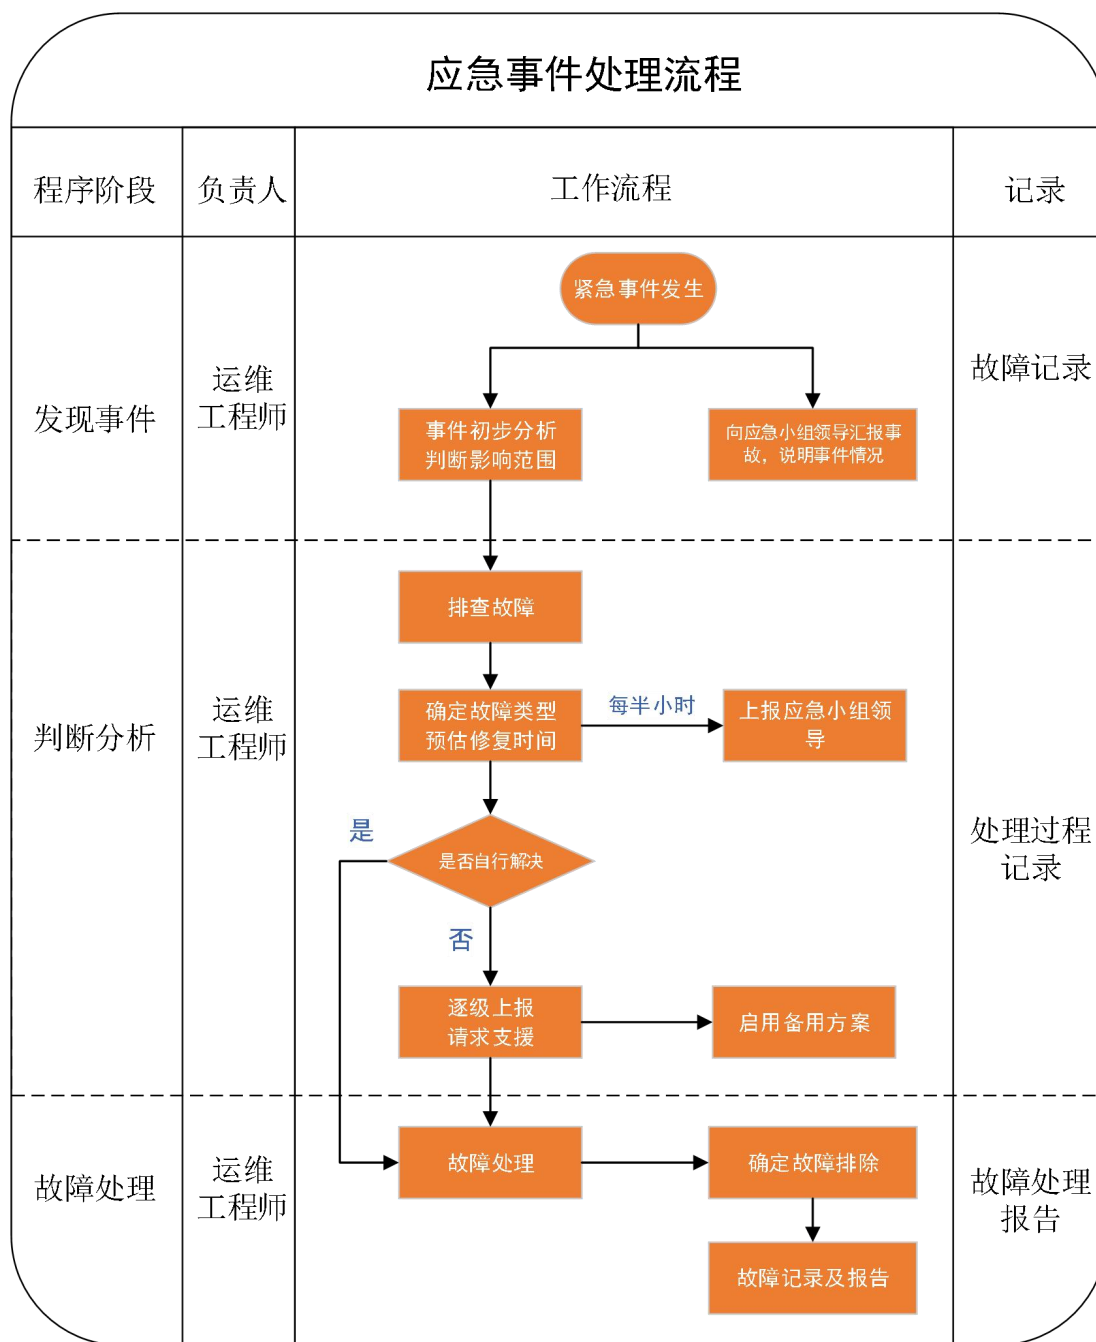 应急事件处理流程
程序阶段
负责人
工作流程
记录
紧急事件发生
发现事件
运维
工程师
事件初步分析
判断影响范围
向应急小组领导汇报事
故，说明事件情况
故障记录
排查故障
判断分析
运维
工程师
确定故障类型
预估修复时间
每半小时
上报应急小组领
导
是
是否自行解决
否
处理过程
记录
逐级上报
请求支援
启用备用方案
故障处理
运维
工程师
故障处理
确定故障排除
故障记录及报告
故障处理
报告